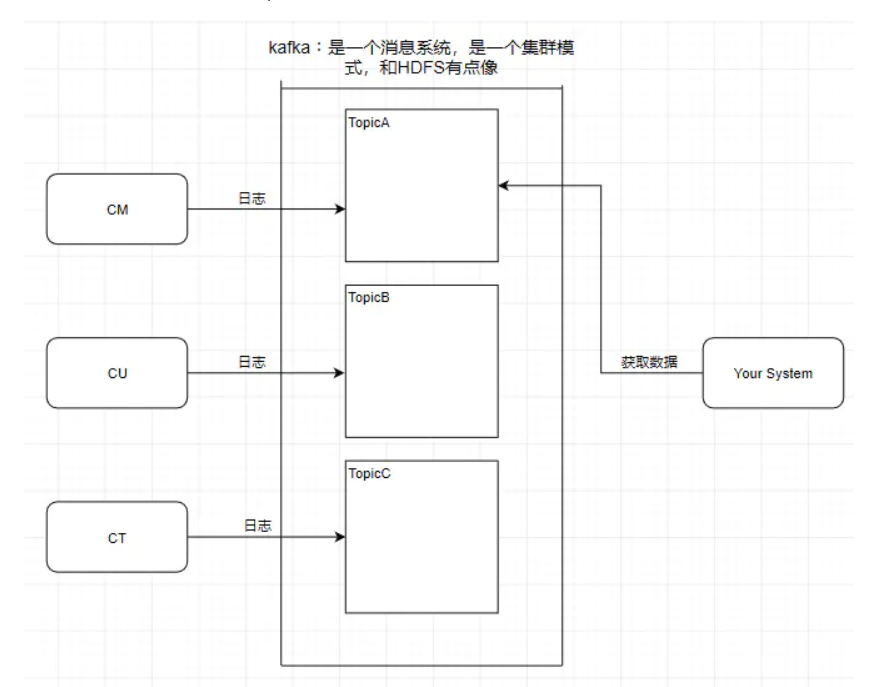 kafka：是一个消息系统，是一个集群模
式，和HDFS有点像
TopicA
CM
日志
TopicB
CU
日志
获取数据
Your System
TopicC
CT
日志